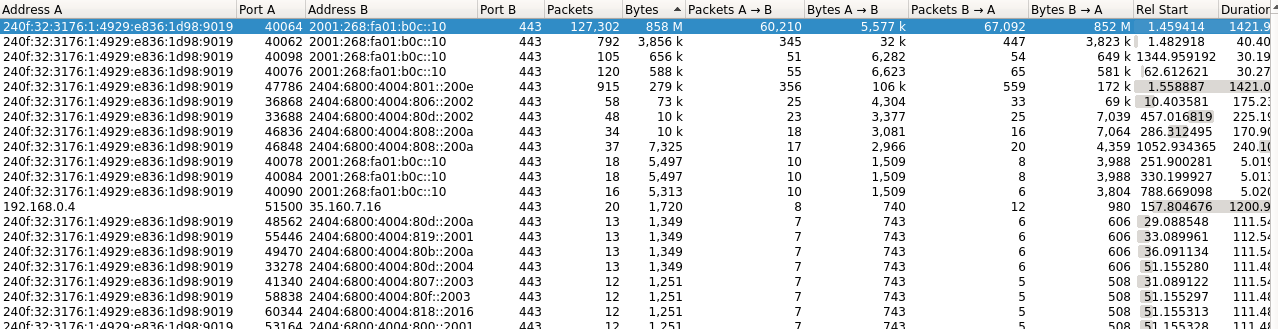 Address A Port A Address B Port B Packets Bytes Packets A → B Bytes A → B Packets B → A Bytes B → A Rel Start Duration
240f:32:3176:1:4929:e836:1d98:9019 40064 2001:268:fa01:b0c::10 443 127,302 858 M 60,210 5,577 k 67,092 852 M 1.459414 1421.9
240f:32:3176:1:4929:e836:1d98:9019 40062 2001:268:fa01:b0c::10 443 792 3,856 k 345 32 k 447 3,823 k 1.482918 40.40
240f:32:3176:1:4929:e836:1d98:9019 40098 2001:268:fa01:b0c::10 443 105 656 k 51 6,282 54 649 k 1344.959192 30.19
240f:32:3176:1:4929:e836:1d98:9019 40076 2001:268:fa01:b0c::10 443 120 588 k 55 6,623 65 581 k 62.612621 30.27
240f:32:3176:1:4929:e836:1d98:9019 47786 2404:6800:4004:801::200e 443 915 279 k 356 106 k 559 172 k 1.558887 1421.0
240f:32:3176:1:4929:e836:1d98:9019 36868 2404:6800:4004:806::2002 443 58 73 k 25 4,304 33 69 k 10.403581 175.2
240f:32:3176:1:4929:e836:1d98:9019 33688 2404:6800:4004:80d::2002 443 48 10 k 23 3,377 25 7,039 457.016819 225.19
240f:32:3176:1:4929:e836:1d98:9019 46836 2404:6800:4004:808::200a 443 34 10 k 18 3,081 16 7,064 286.312495 170.90
240f:32:3176:1:4929:e836:1d98:9019 46848 2404:6800:4004:808::200a 443 37 7,325 17 2,966 20 4,359 1052.934365 240.10
240f:32:3176:1:4929:e836:1d98:9019 40078 2001:268:fa01:b0c::10 443 18 5,497 10 1,509 8 3,988 251.900281 5.019
240f:32:3176:1:4929:e836:1d98:9019 40084 2001:268:fa01:b0c::10 443 18 5,497 10 1,509 8 3,988 330.199927 5.013
240f:32:3176:1:4929:e836:1d98:9019 40090 2001:268:fa01:b0c::10 443 16 5,313 10 1,509 6 3,804 788.669098 5.020
192.168.0.4 51500 35.160.7.16 443 20 1,720 8 740 12 980 157.804676 1200.9
240f:32:3176:1:4929:e836:1d98:9019 48562 2404:6800:4004:80d::200a 443 13 1,349 7 743 6 606 29.088548 111.54
240f:32:3176:1:4929:e836:1d98:9019 55446 2404:6800:4004:819::2001 443 13 1,349 7 743 6 606 33.089961 112.54
240f:32:3176:1:4929:e836:1d98:9019 49470 2404:6800:4004:80b::200a 443 13 1,349 7 743 6 606 36.091134 111.54
240f:32:3176:1:4929:e836:1d98:9019 33278 2404:6800:4004:80d::2004 443 13 1,349 7 743 6 606 51.155280 111.48
240f:32:3176:1:4929:e836:1d98:9019 41340 2404:6800:4004:807::2003 443 12 1,251 7 743 5 508 31.089122 111.54
240f:32:3176:1:4929:e836:1d98:9019 58838 2404:6800:4004:80f::2003 443 12 1,251 7 743 5 508 51.155297 111.48
240f:32:3176:1:4929:e836:1d98:9019 60344 2404:6800:4004:818::2016 443 12 1,251 7 743 5 508 51.155313 111.48
240f:32:3176:1:4929:e836:1d98:9019 53164 2404:6800:4004:800::2001 443 12 1,251 7 743 5 508 51.155328 111.48